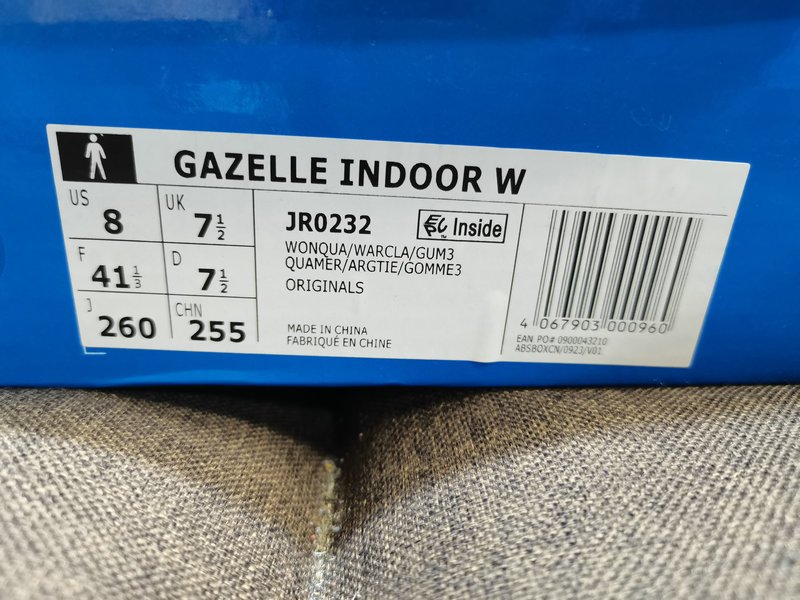 GAZELLE INDOOR W
US 8 UK 7½
F 41⅓ D 7½
J 260 CHN 255
JR0232
Inside
WONQUA/WARCLA/GUM3
QUAMER/ARGTIE/GOMME3
ORIGINALS
MADE IN CHINA
FABRIQUÉ EN CHINE
4 067903 000960
EAN PO# 0900043210
ABSBOXCN/0923/V01